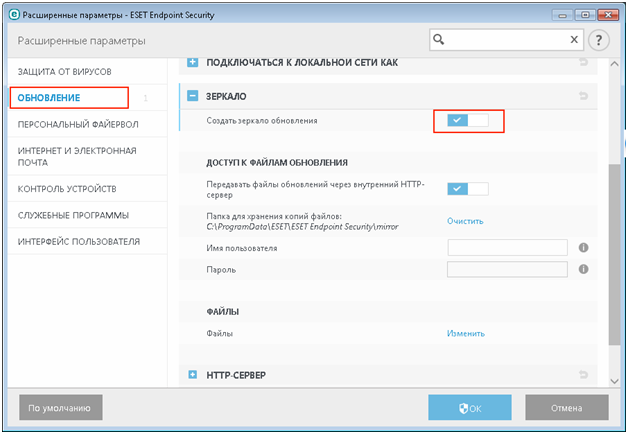 Расширенные параметры - ESET Endpoint Security
Расширенные параметры
?
ЗАЩИТА ОТ ВИРУСОВ
ОБНОВЛЕНИЕ 1
ПЕРСОНАЛЬНЫЙ ФАЙЕРВОЛ
ИНТЕРНЕТ И ЭЛЕКТРОННАЯ
ПОЧТА
КОНТРОЛЬ УСТРОЙСТВ
СЛУЖЕБНЫЕ ПРОГРАММЫ
ИНТЕРФЕЙС ПОЛЬЗОВАТЕЛЯ
ПОДКЛЮЧАТЬСЯ К ЛОКАЛЬНОЙ СЕТИ КАК
ЗЕРКАЛО
Создать зеркало обновления
ДОСТУП К ФАЙЛАМ ОБНОВЛЕНИЯ
Передавать файлы обновлений через внутренний HTTP-
сервер
Папка для хранения копий файлов:
C:\ProgramData\ESET\ESET Endpoint Security\mirror
Очистить
Имя пользователя
Пароль
ФАЙЛЫ
Файлы
Изменить
HTTP-СЕРВЕР
По умолчанию
OK
Отмена